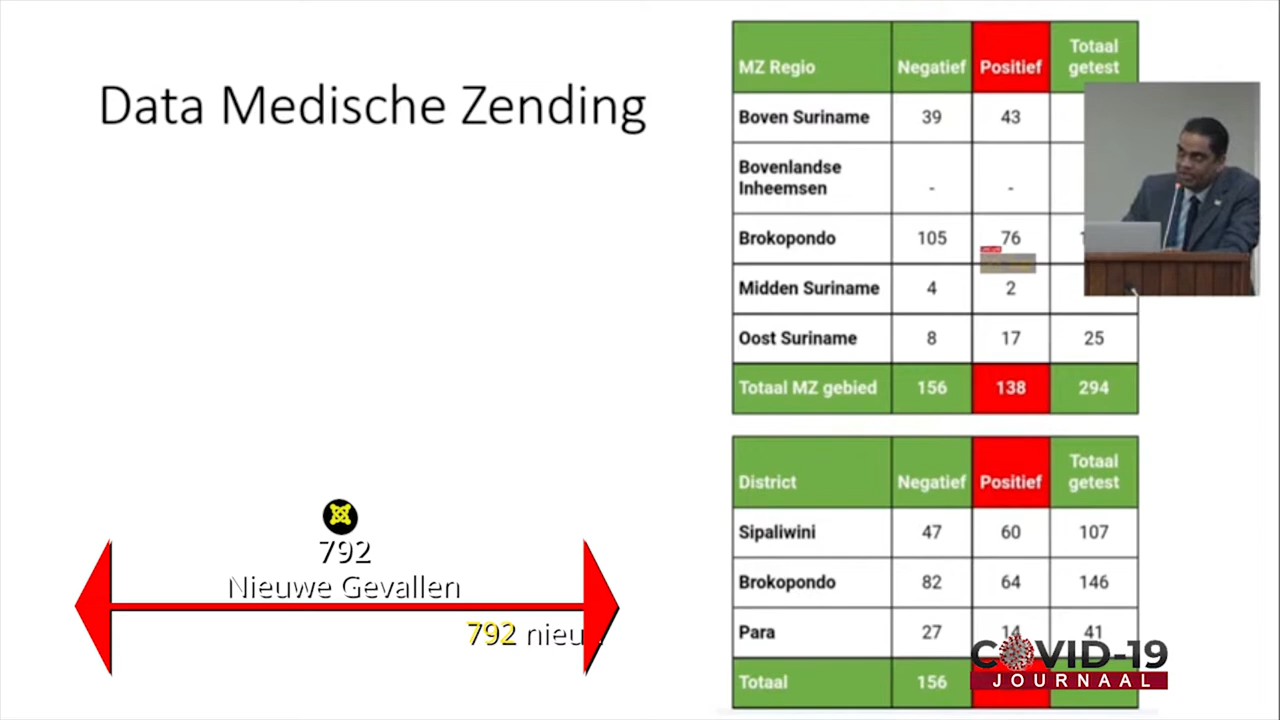 Data Medische Zending
MZ Regio Negatief Positief Totaal getest
Boven Suriname 39 43
Bovenlandse Inheemsen - -
Brokopondo 105 76
Midden Suriname 4 2
Oost Suriname 8 17 25
Totaal MZ gebied 156 138 294
District Negatief Positief Totaal getest
Sipaliwini 47 60 107
Brokopondo 82 64 146
Para 27 14 41
Totaal 156
792
Nieuwe Gevallen
792 nieu
COVID-19
JOURNAAL